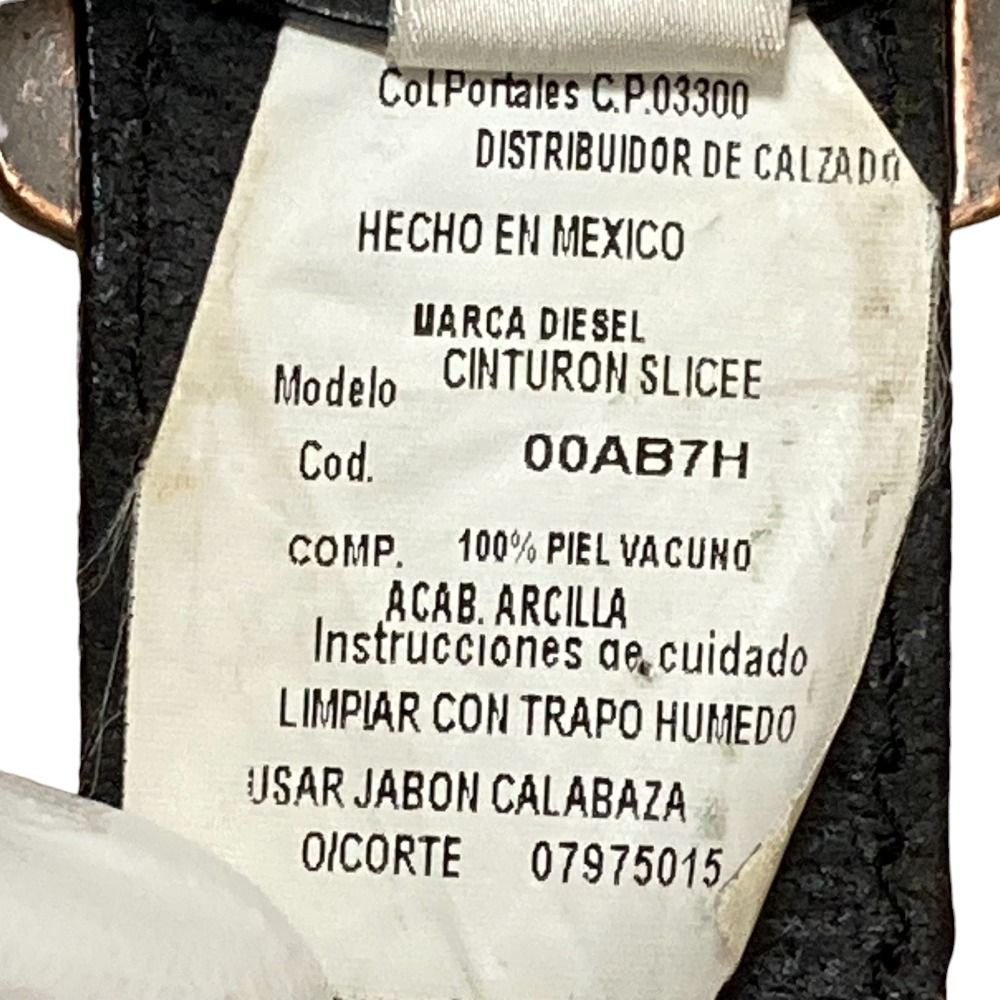 Col.Portales C.P.03300
DISTRIBUIDOR DE CALZADO
HECHO EN MEXICO
MARCA DIESEL
Modelo CINTURON SLICEE
Cod. 00AB7H
COMP. 100% PIEL VACUNO
ACAB. ARCILLA
Instrucciones de cuidado
LIMPIAR CON TRAPO HUMEDO
USAR JABON CALABAZA
O/CORTE 07975015